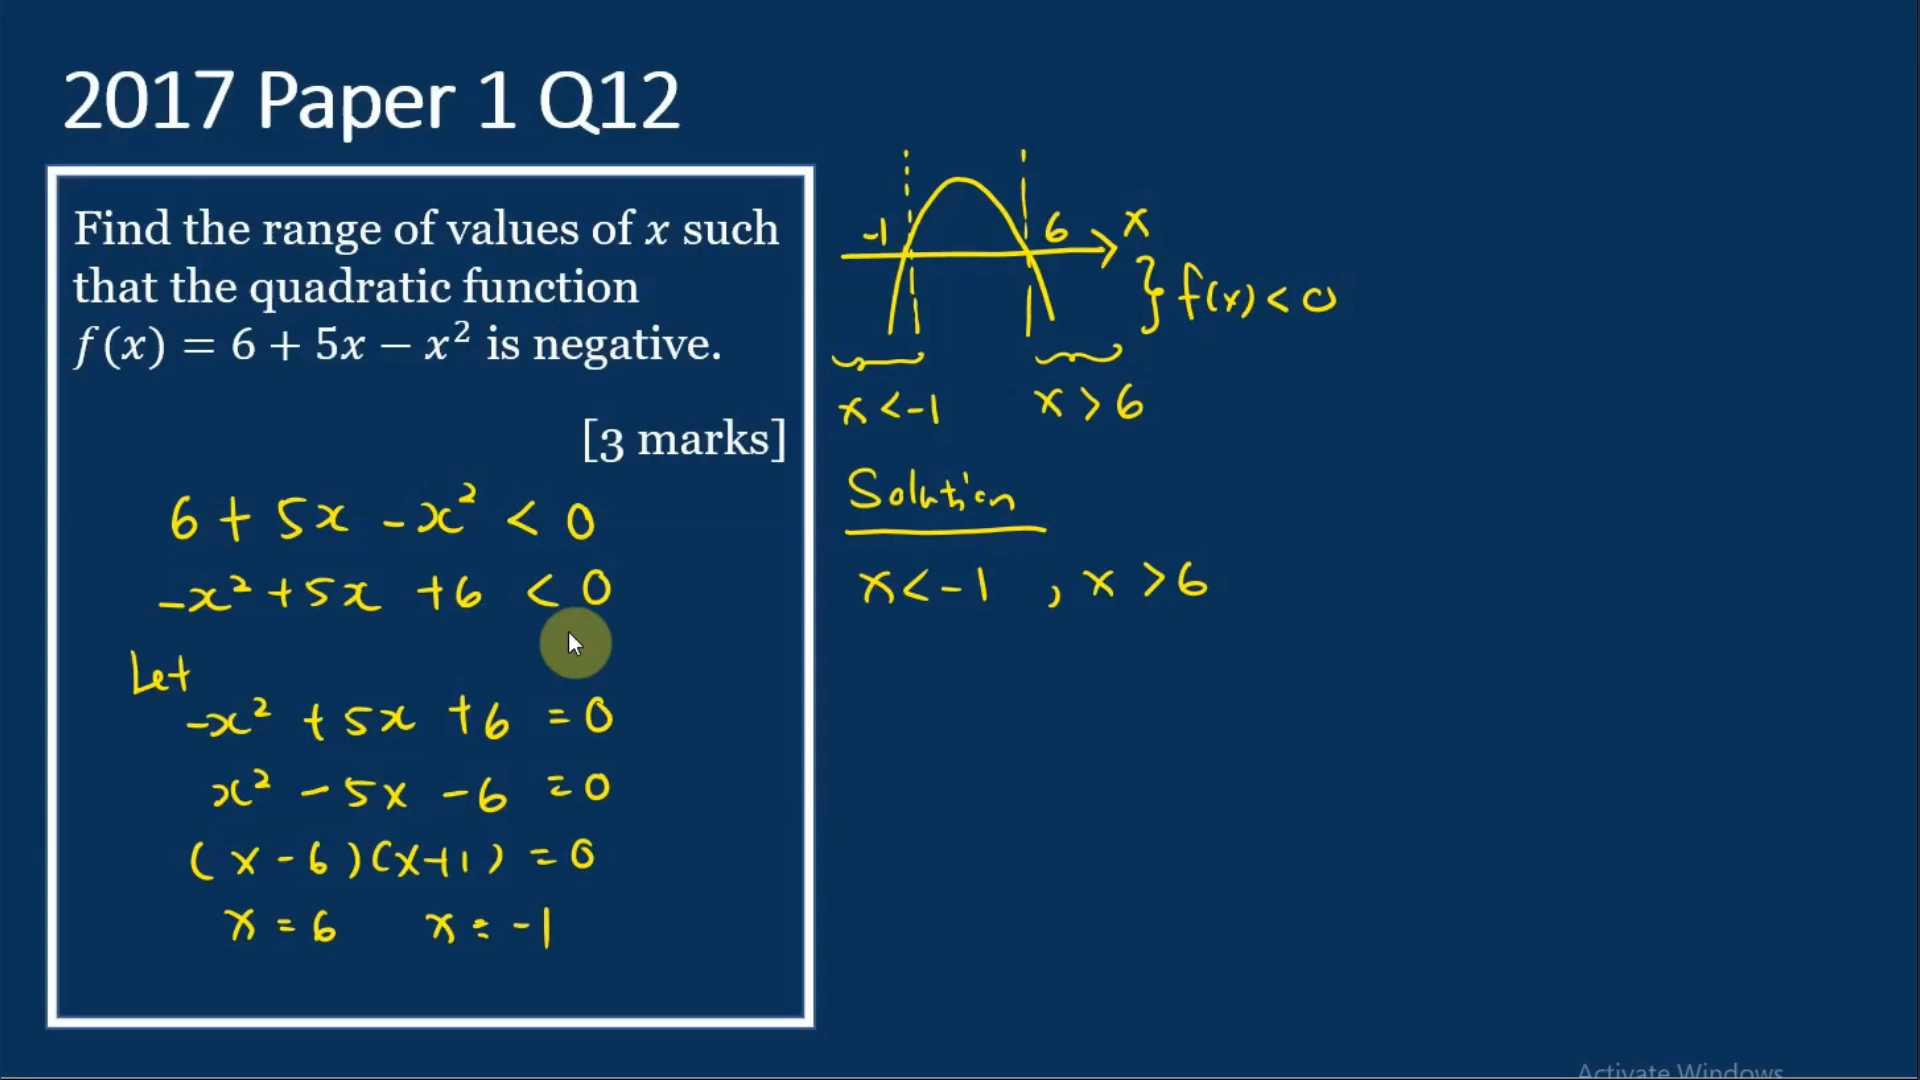 2017 Paper 1 Q12
Find the range of values of x such
that the quadratic function
f(x) = 6 + 5x − x² is negative.
[3 marks]
6 + 5x - x² < 0
-x² + 5x + 6 < 0
Let
-x² + 5x + 6 = 0
x² - 5x - 6 = 0
(x - 6)(x+1) = 0
x = 6 x = -1
-1 6 x
} f(x) < 0
x < -1 x > 6
Solution
x < -1 , x > 6
Activate Windows